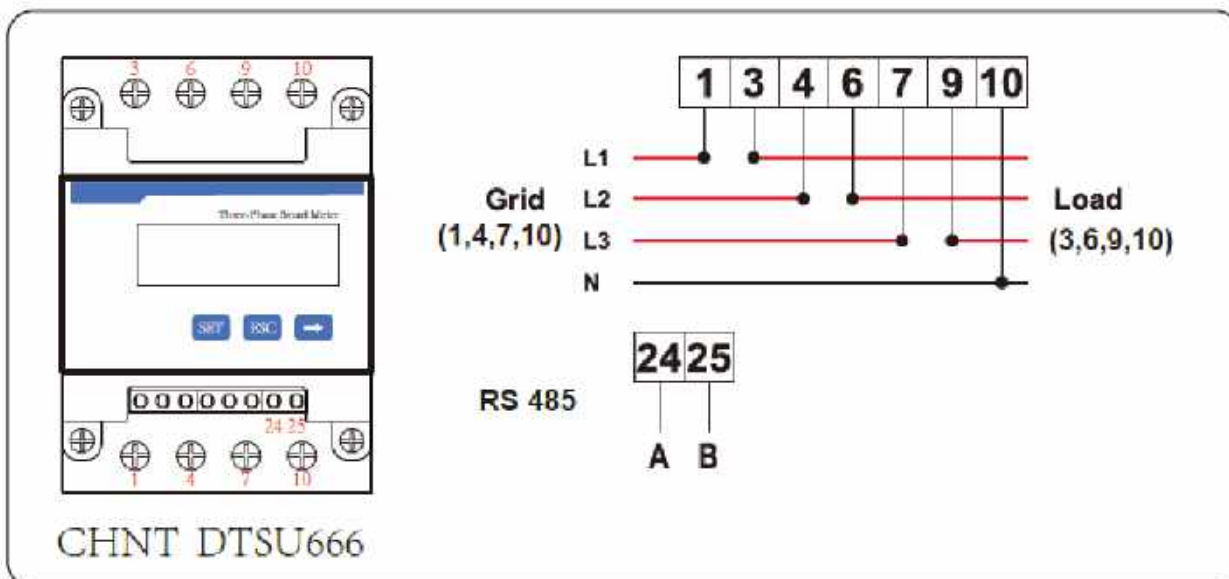 3 6 9 10
Three-Phase Smart Meter
SET ESC
24 25
1 4 7 10
CHNT DTSU666
1 3 4 6 7 9 10
L1
Grid L2 Load
(1,4,7,10) L3 (3,6,9,10)
N
24 25
RS 485
A B